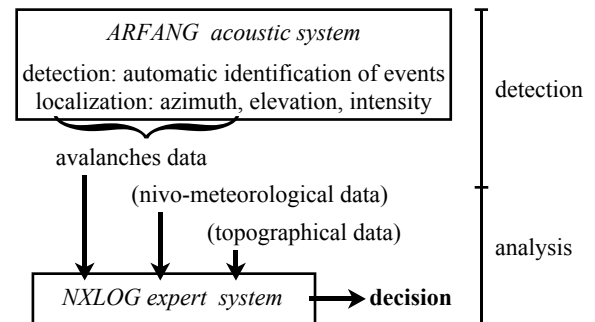 ARFANG acoustic system
detection: automatic identification of events
localization: azimuth, elevation, intensity
detection
avalanches data
(nivo-meteorological data)
(topographical data)
analysis
NXLOG expert system
decision